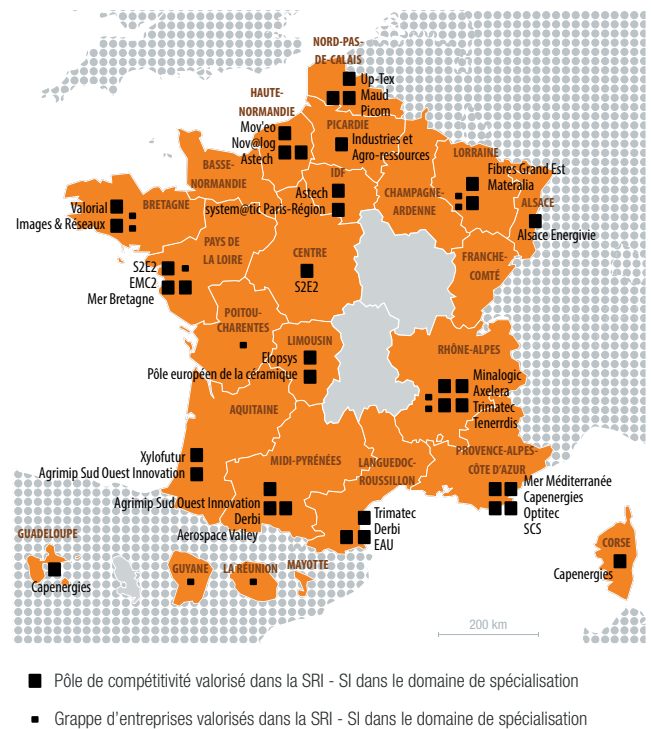 NORD-PAS-
DE-CALAIS
Up-Tex
Maud
Picom
HAUTE-
NORMANDIE
Mov'eo
Nov@log
Astech
PICARDIE
Industries et
Agro-ressources
BASSE-
NORMANDIE
IDF
Astech
system@tic Paris-Région
CHAMPAGNE-
ARDENNE
LORRAINE
Fibres Grand Est
Materalia
ALSACE
Alsace Energivie
Valorial
BRETAGNE
Images & Réseaux
PAYS DE
LA LOIRE
S2E2
EMC2
Mer Bretagne
CENTRE
S2E2
FRANCHE-
COMTÉ
POITOU-
CHARENTES
LIMOUSIN
Elopsys
Pôle européen de la céramique
RHÔNE-ALPES
Minalogic
Axelera
Trimatec
Tenerrdis
AQUITAINE
Xylofutur
Agrimip Sud Ouest Innovation
MIDI-PYRÉNÉES
Agrimip Sud Ouest Innovation
Derbi
Aerospace Valley
LANGUEDOC-
ROUSSILLON
Trimatec
Derbi
EAU
PROVENCE-ALPES-
CÔTE D'AZUR
Mer Méditerranée
Capenergies
Optitec
SCS
GUADELOUPE
Capenergies
GUYANE
LA RÉUNION
MAYOTTE
CORSE
Capenergies
200 km
Pôle de compétitivité valorisé dans la SRI - SI dans le domaine de spécialisation
Grappe d'entreprises valorisés dans la SRI - SI dans le domaine de spécialisation